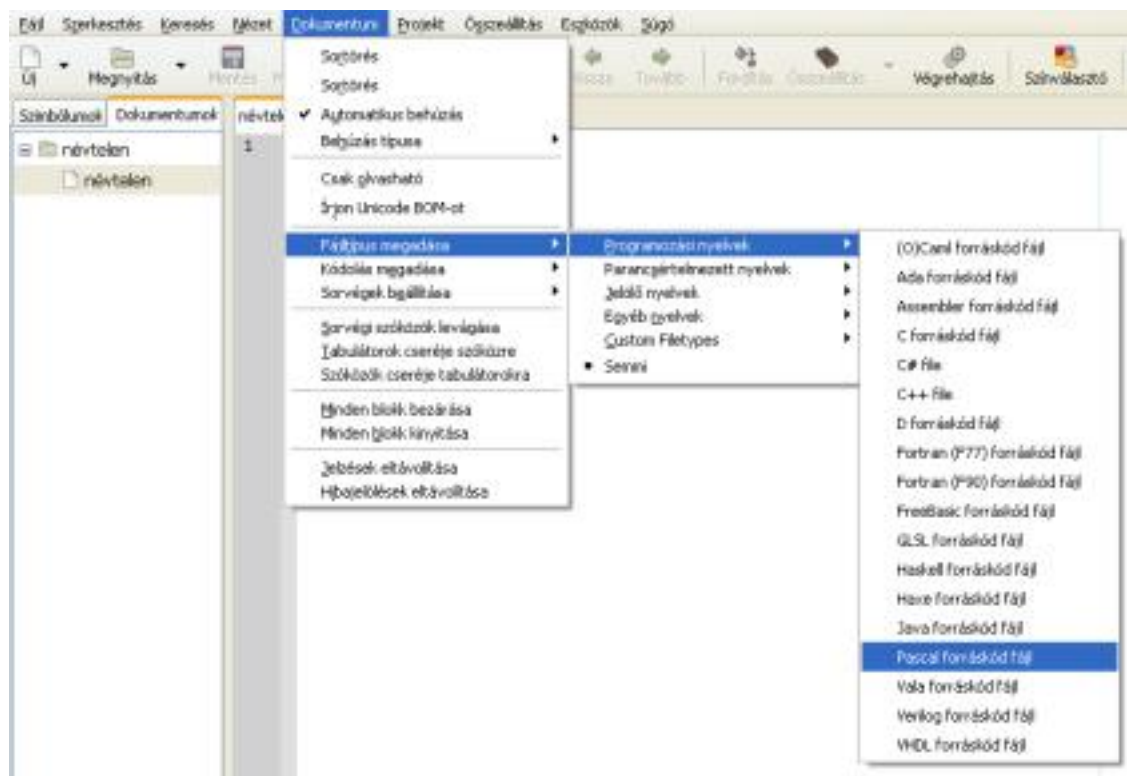 Fájl Szerkesztés Keresés Nézet Dokumentum Projekt Összeállítás Eszközök Súgó
Új Megnyitás Mentés Vissza Tovább Fordítás Összeállítás Végrehajtás Színválasztó
Szimbólumok Dokumentumok
névtelen
névtelen
1
Sortörés
Sortörés
Automatikus behúzás
Behúzás típusa
Csak olvasható
Írjon Unicode BOM-ot
Fájltípus megadása
Kódolás megadása
Sorvégek beállítása
Sorvégi szóközök levágása
Tabulátorok cseréje szóközre
Szóközök cseréje tabulátorokra
Minden blokk bezárása
Minden blokk kinyitása
Jelzések eltávolítása
Hibajelölések eltávolítása
Programozási nyelvek
Parancsértelmezett nyelvek
Jelölő nyelvek
Egyéb nyelvek
Custom Filetypes
Semmi
(O)Caml forráskód fájl
Ada forráskód fájl
Assembler forráskód fájl
C forráskód fájl
C# file
C++ file
D forráskód fájl
Fortran (F77) forráskód fájl
Fortran (F90) forráskód fájl
FreeBasic forráskód fájl
GLSL forráskód fájl
Haskell forráskód fájl
Haxe forráskód fájl
Java forráskód fájl
Pascal forráskód fájl
Vala forráskód fájl
Verilog forráskód fájl
VHDL forráskód fájl